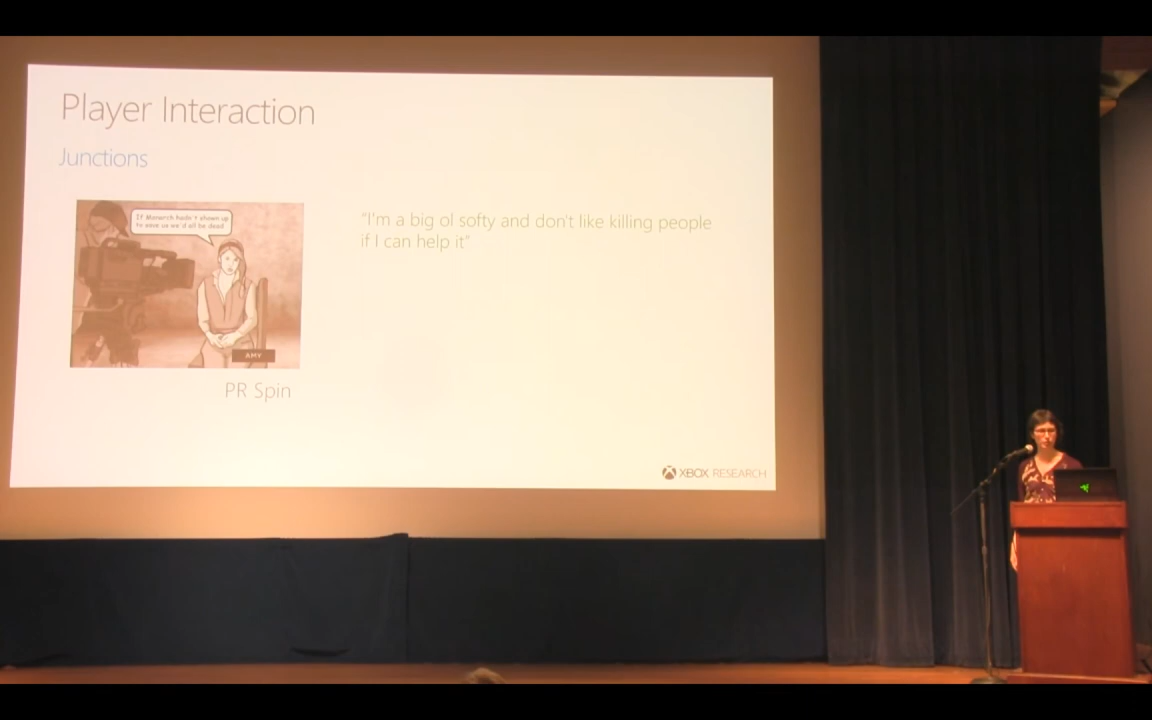 Player Interaction
Junctions
If Monarch hadn't shown up
to save us we'd all be dead
"I'm a big ol softy and don't like killing people
if I can help it"
AMY
PR Spin
XBOX RESEARCH